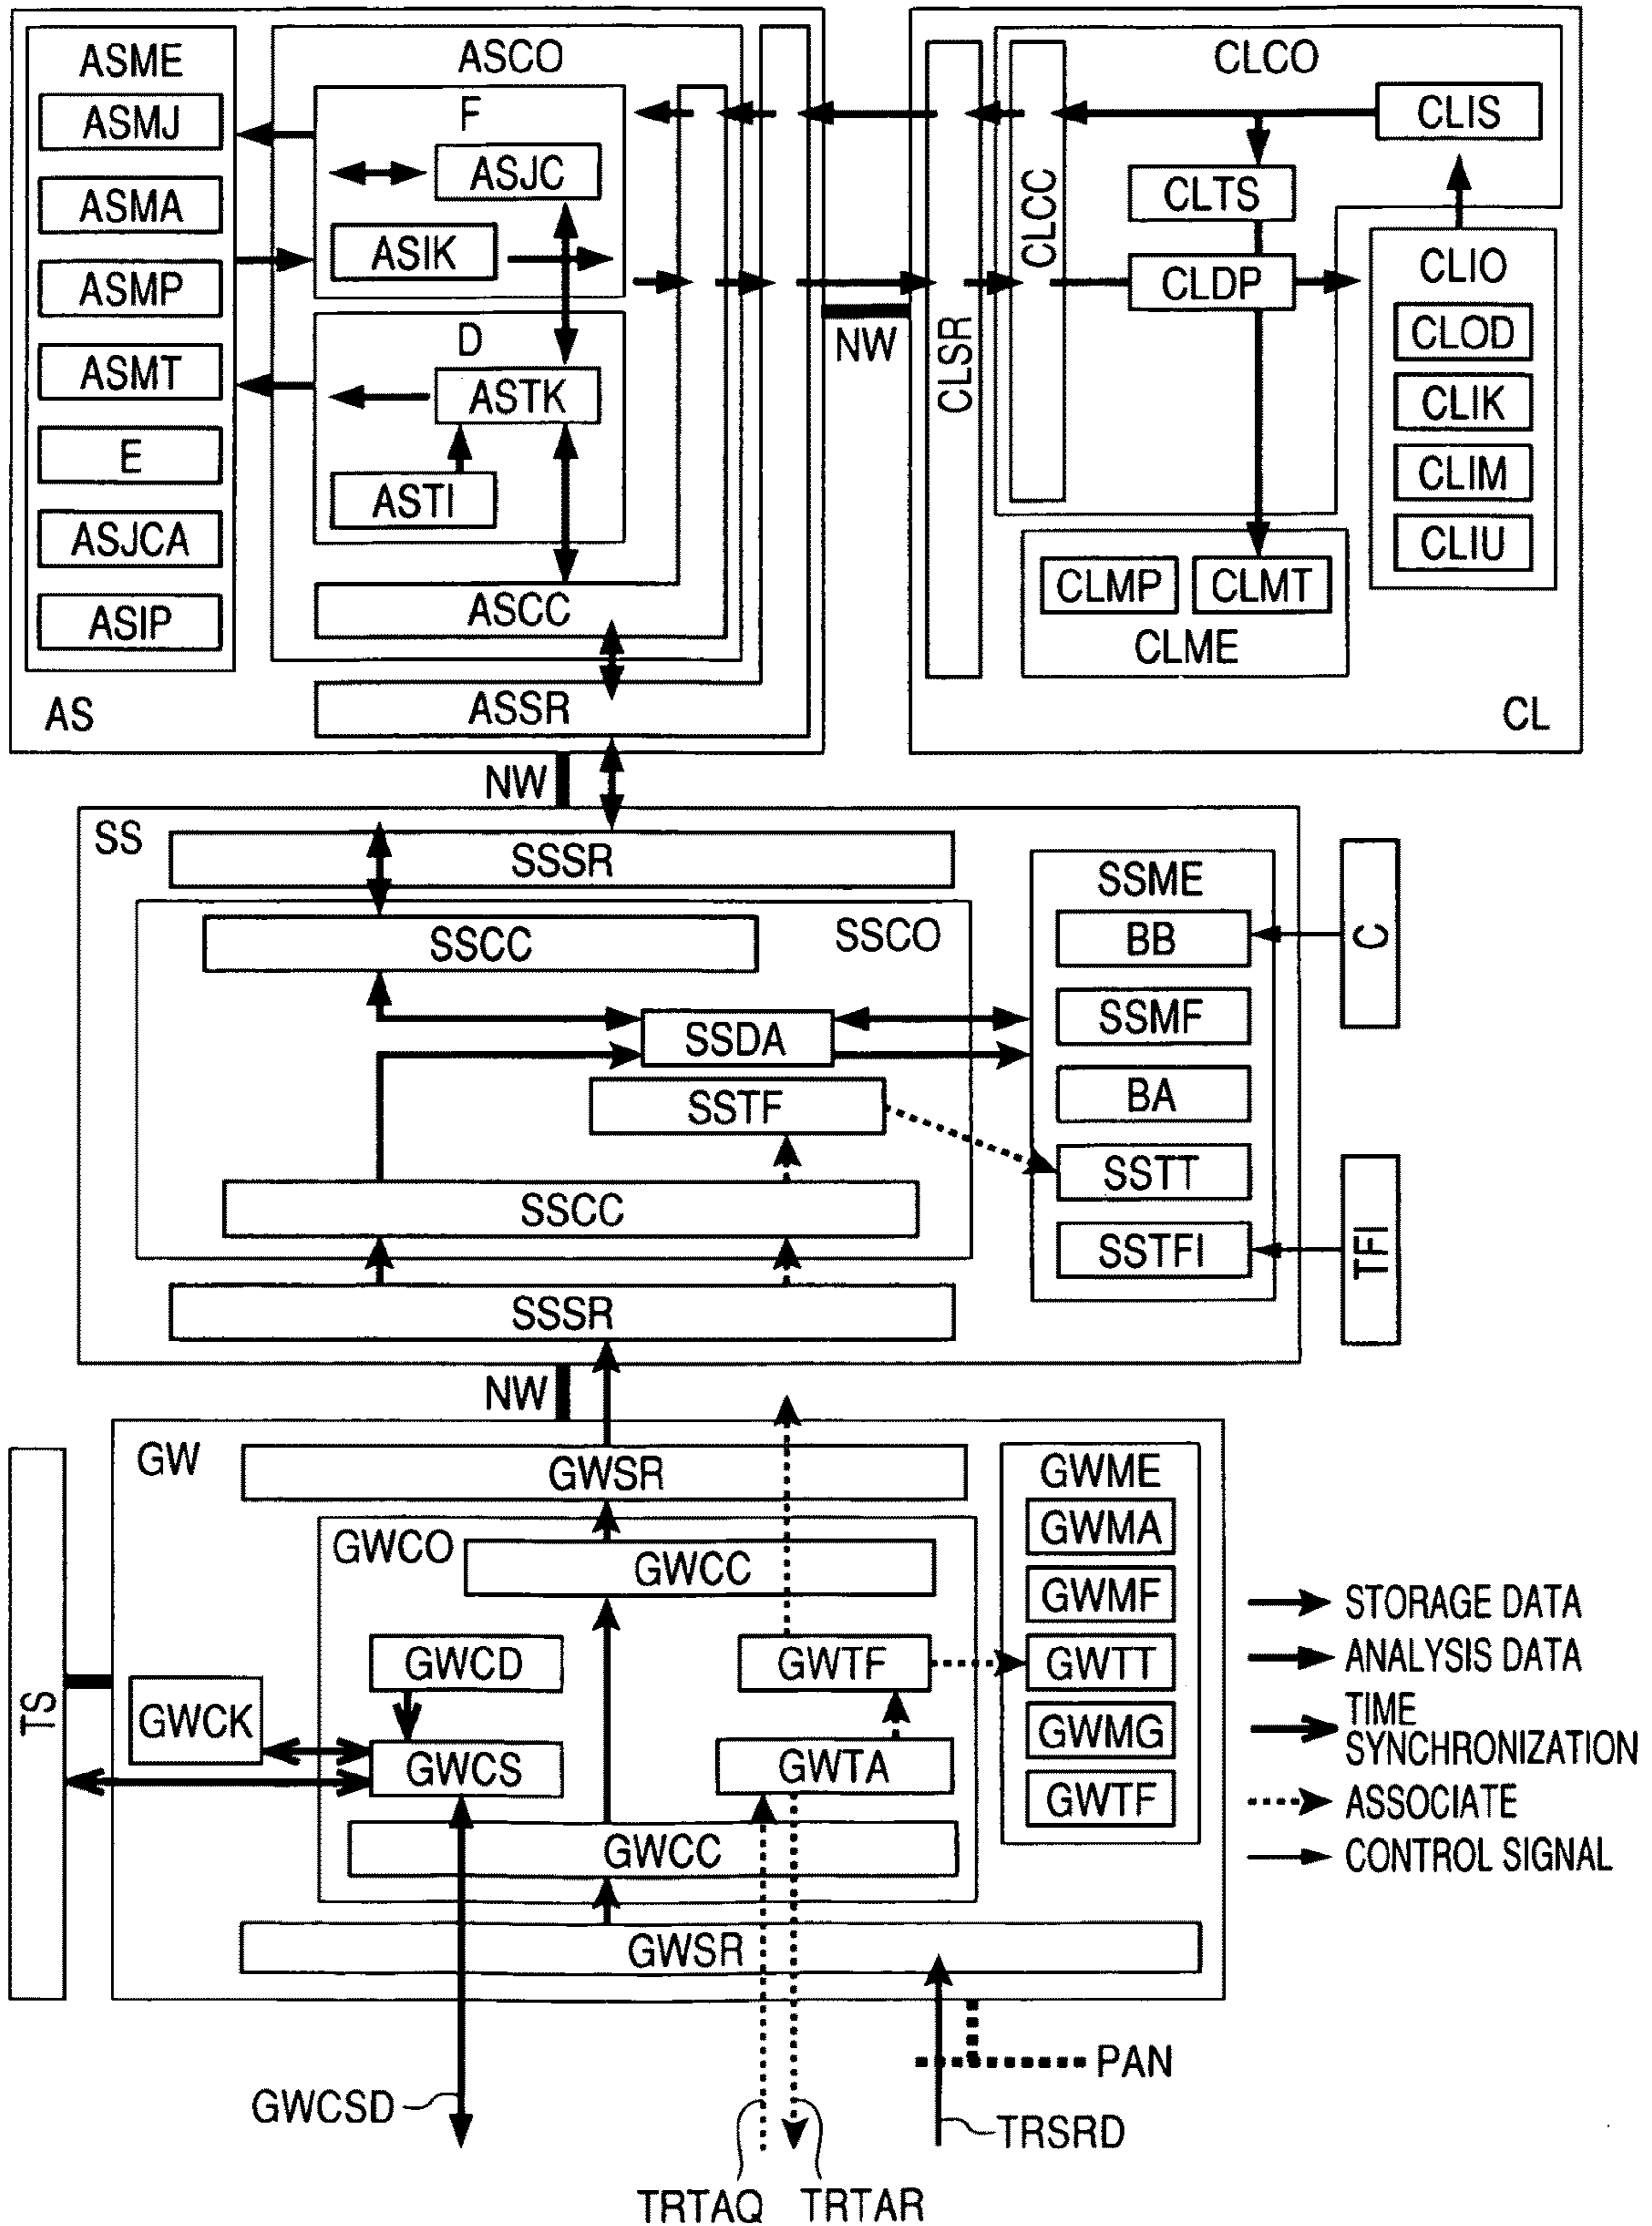 ASME
ASMJ
ASMA
ASMP
ASMT
E
ASJCA
ASIP
AS
ASCO
F
ASJC
ASIK
D
ASTK
ASTI
ASCC
ASSR
NW
CLSR
CLCC
CLCO
CLIS
CLTS
CLDP
CLIO
CLOD
CLIK
CLIM
CLIU
CLMP
CLMT
CLME
CL
NW
SS
SSSR
SSCC
SSCO
SSDA
SSTF
SSCC
SSSR
SSME
BB
SSMF
BA
SSTT
SSTFI
C
TFI
NW
TS
GW
GWSR
GWCO
GWCC
GWCD
GWCK
GWCS
GWTF
GWTA
GWCC
GWSR
GWME
GWMA
GWMF
GWTT
GWMG
GWTF
STORAGE DATA
ANALYSIS DATA
TIME
SYNCHRONIZATION
ASSOCIATE
CONTROL SIGNAL
PAN
GWCSD
TRSRD
TRTAQ
TRTAR